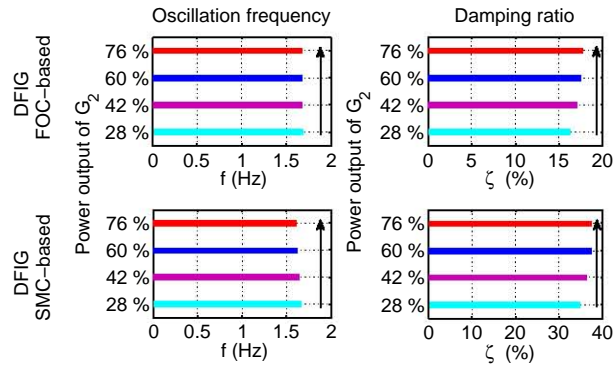 Oscillation frequency
Damping ratio
DFIG
FOC−based
Power output of G2
76 %
60 %
42 %
28 %
0 0.5 1 1.5 2
f (Hz)
Power output of G2
76 %
60 %
42 %
28 %
0 5 10 15 20
ζ (%)
DFIG
SMC−based
76 %
60 %
42 %
28 %
0 0.5 1 1.5 2
f (Hz)
76 %
60 %
42 %
28 %
0 10 20 30 40
ζ (%)